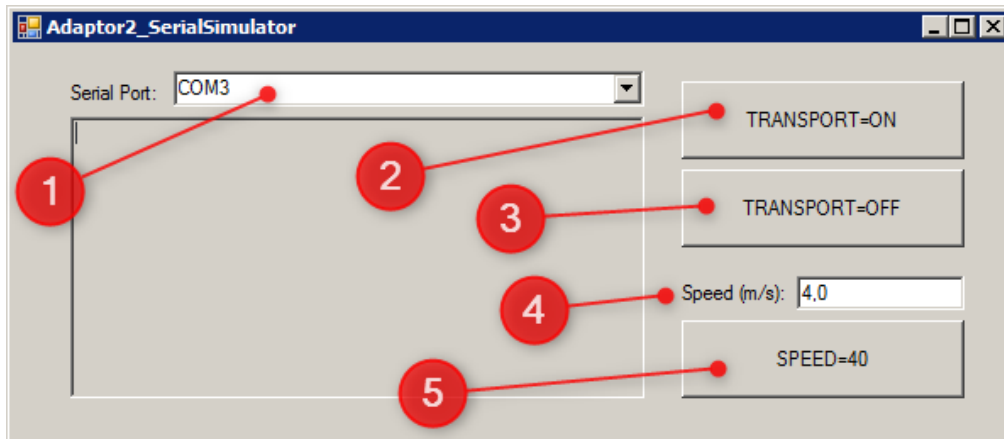 Adaptor2_SerialSimulator
Serial Port: COM3
1
2
TRANSPORT=ON
3
TRANSPORT=OFF
4
Speed (m/s): 4,0
5
SPEED=40